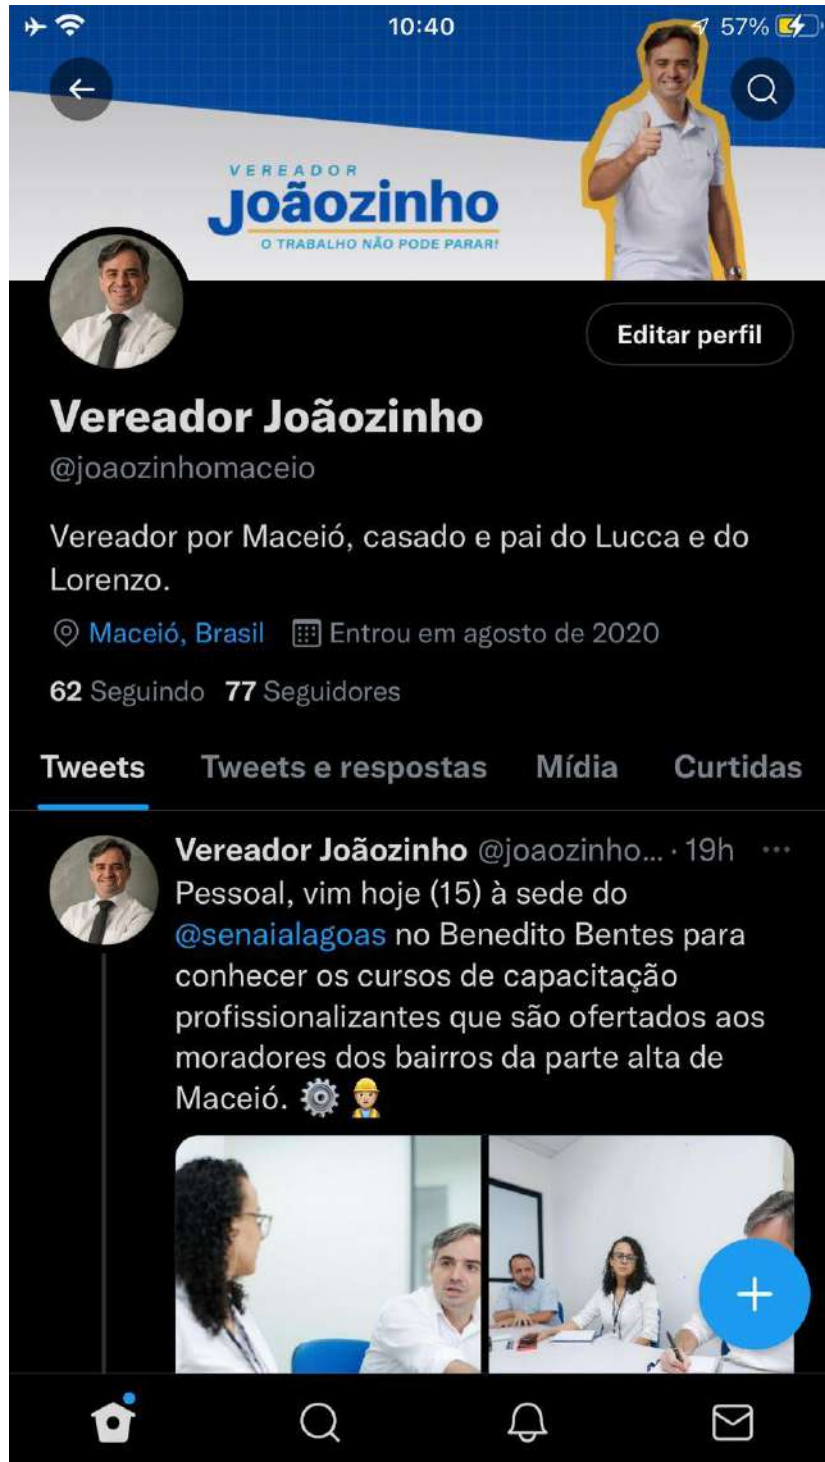 10:40
57%
VEREADOR
Joãozinho
O TRABALHO NÃO PODE PARAR!
Editar perfil
Vereador Joãozinho
@joaozinhomaceio
Vereador por Maceió, casado e pai do Lucca e do
Lorenzo.
Maceió, Brasil Entrou em agosto de 2020
62 Seguindo 77 Seguidores
Tweets Tweets e respostas Mídia Curtidas
Vereador Joãozinho @joaozinho... · 19h ...
Pessoal, vim hoje (15) à sede do
@senaialagoas no Benedito Bentes para
conhecer os cursos de capacitação
profissionalizantes que são ofertados aos
moradores dos bairros da parte alta de
Maceió. ⚙️👷🏼